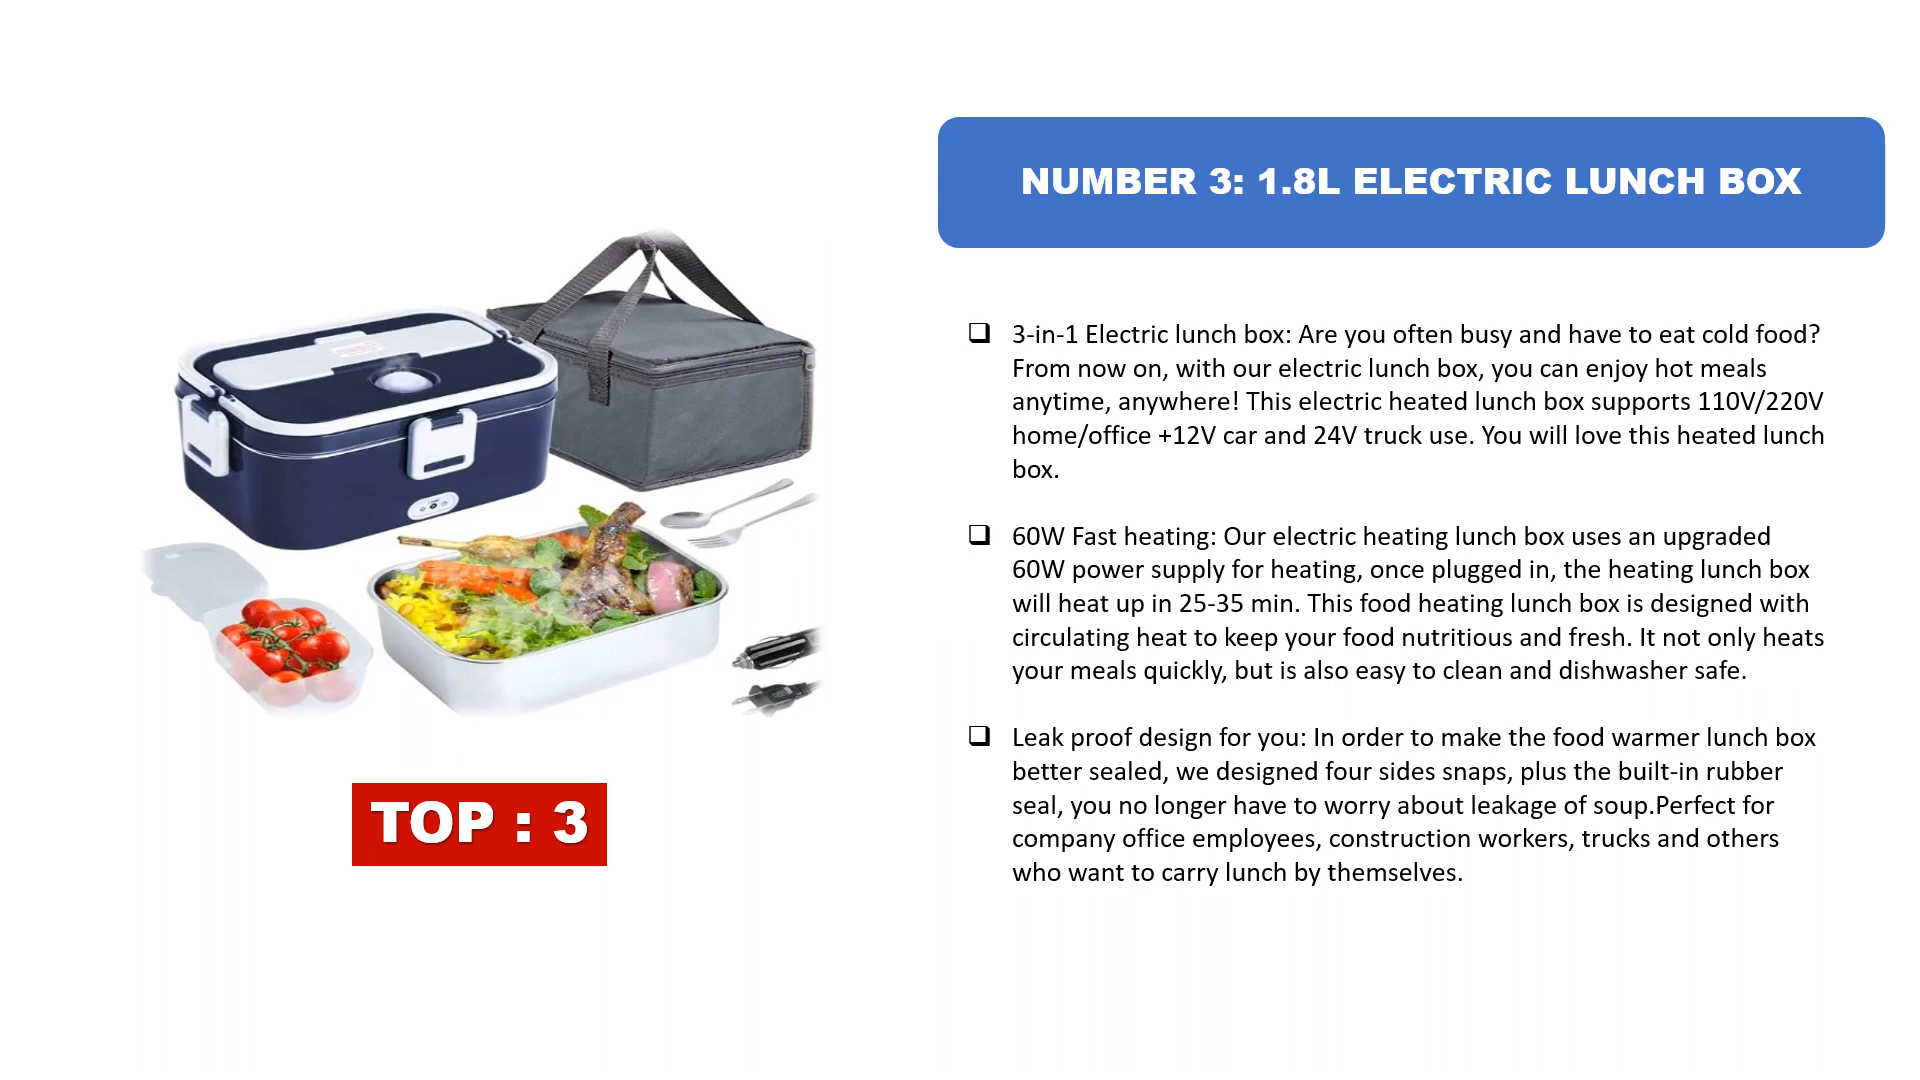 NUMBER 3: 1.8L ELECTRIC LUNCH BOX
3-in-1 Electric lunch box: Are you often busy and have to eat cold food?
From now on, with our electric lunch box, you can enjoy hot meals
anytime, anywhere! This electric heated lunch box supports 110V/220V
home/office +12V car and 24V truck use. You will love this heated lunch
box.
60W Fast heating: Our electric heating lunch box uses an upgraded
60W power supply for heating, once plugged in, the heating lunch box
will heat up in 25-35 min. This food heating lunch box is designed with
circulating heat to keep your food nutritious and fresh. It not only heats
your meals quickly, but is also easy to clean and dishwasher safe.
Leak proof design for you: In order to make the food warmer lunch box
better sealed, we designed four sides snaps, plus the built-in rubber
seal, you no longer have to worry about leakage of soup.Perfect for
company office employees, construction workers, trucks and others
who want to carry lunch by themselves.
TOP : 3